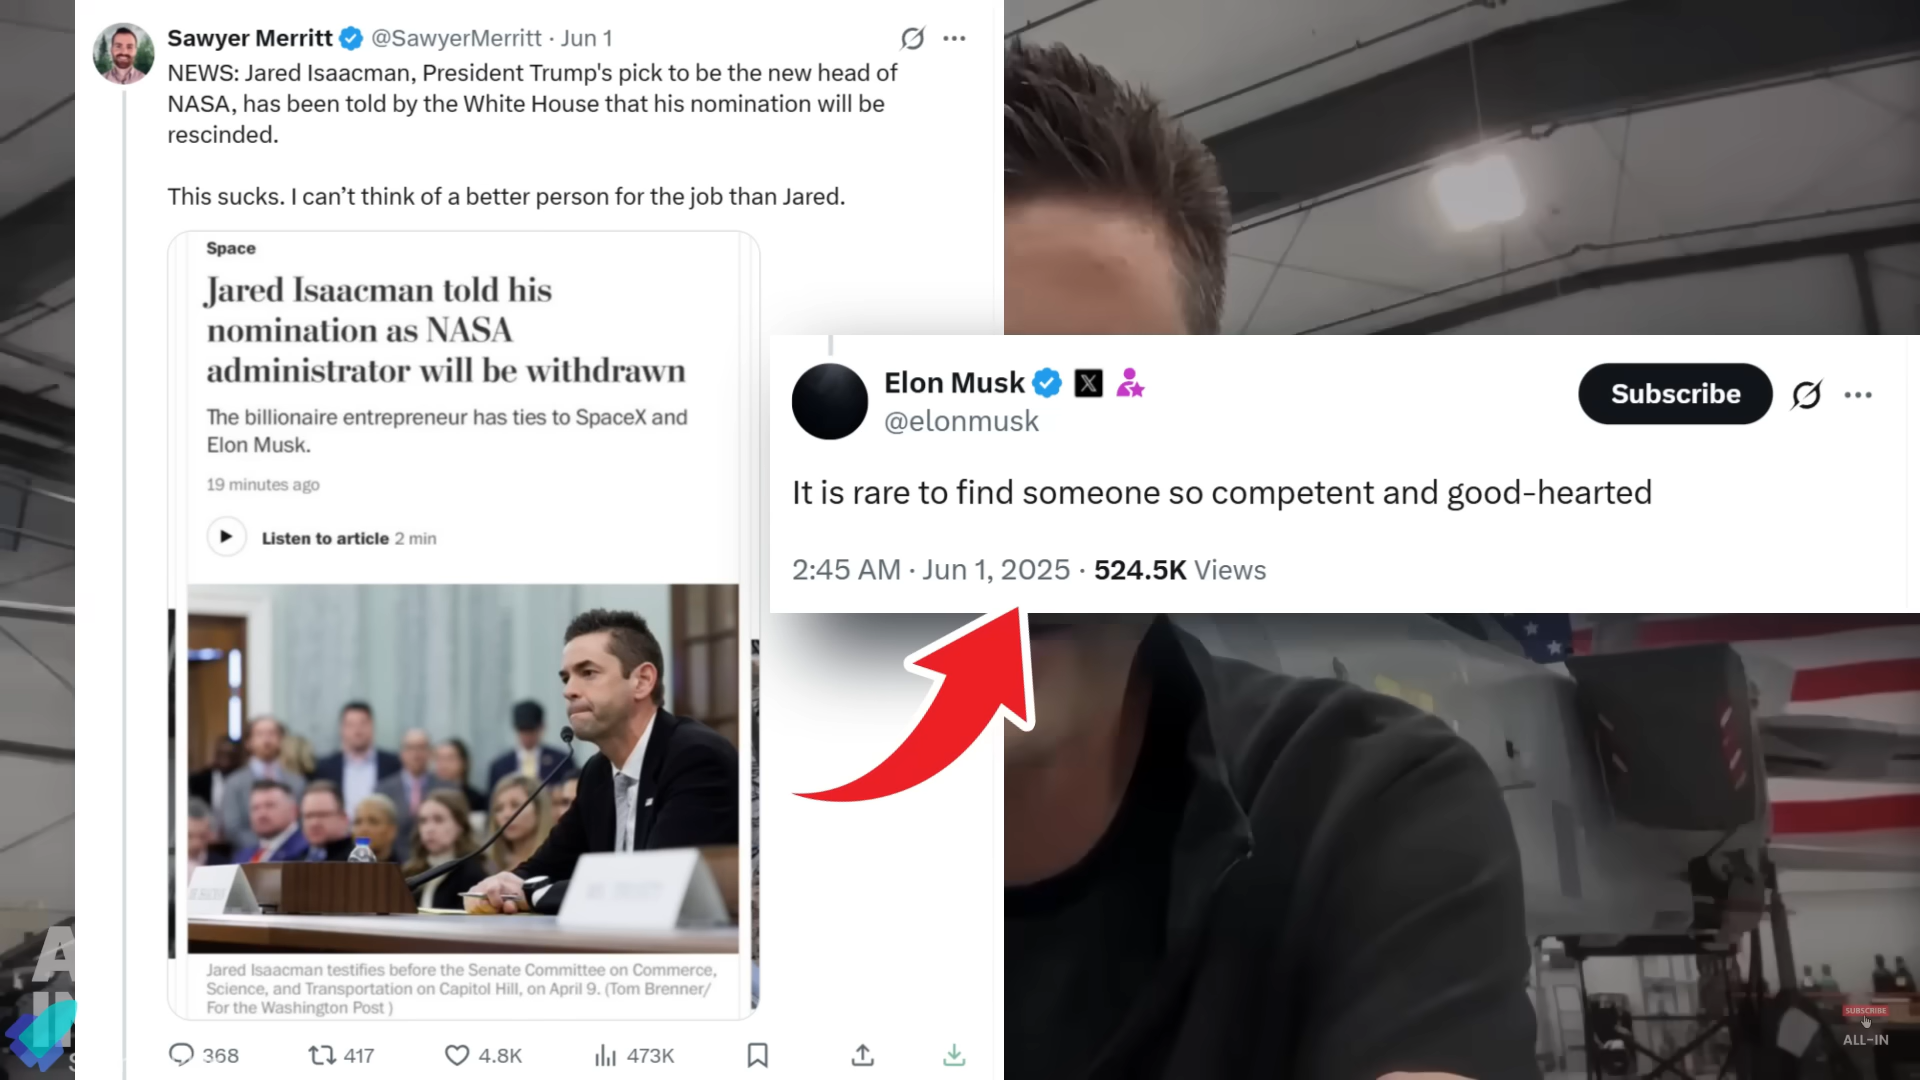 Sawyer Merritt @SawyerMerritt · Jun 1
NEWS: Jared Isaacman, President Trump's pick to be the new head of
NASA, has been told by the White House that his nomination will be
rescinded.
This sucks. I can't think of a better person for the job than Jared.
Space
Jared Isaacman told his
nomination as NASA
administrator will be withdrawn
The billionaire entrepreneur has ties to SpaceX and
Elon Musk.
19 minutes ago
Listen to article 2 min
Jared Isaacman testifies before the Senate Committee on Commerce,
Science, and Transportation on Capitol Hill, on April 9. (Tom Brenner/
For the Washington Post )
368 417 4.8K 473K
Elon Musk
@elonmusk
Subscribe
It is rare to find someone so competent and good-hearted
2:45 AM · Jun 1, 2025 · 524.5K Views
SUBSCRIBE
ALL-IN